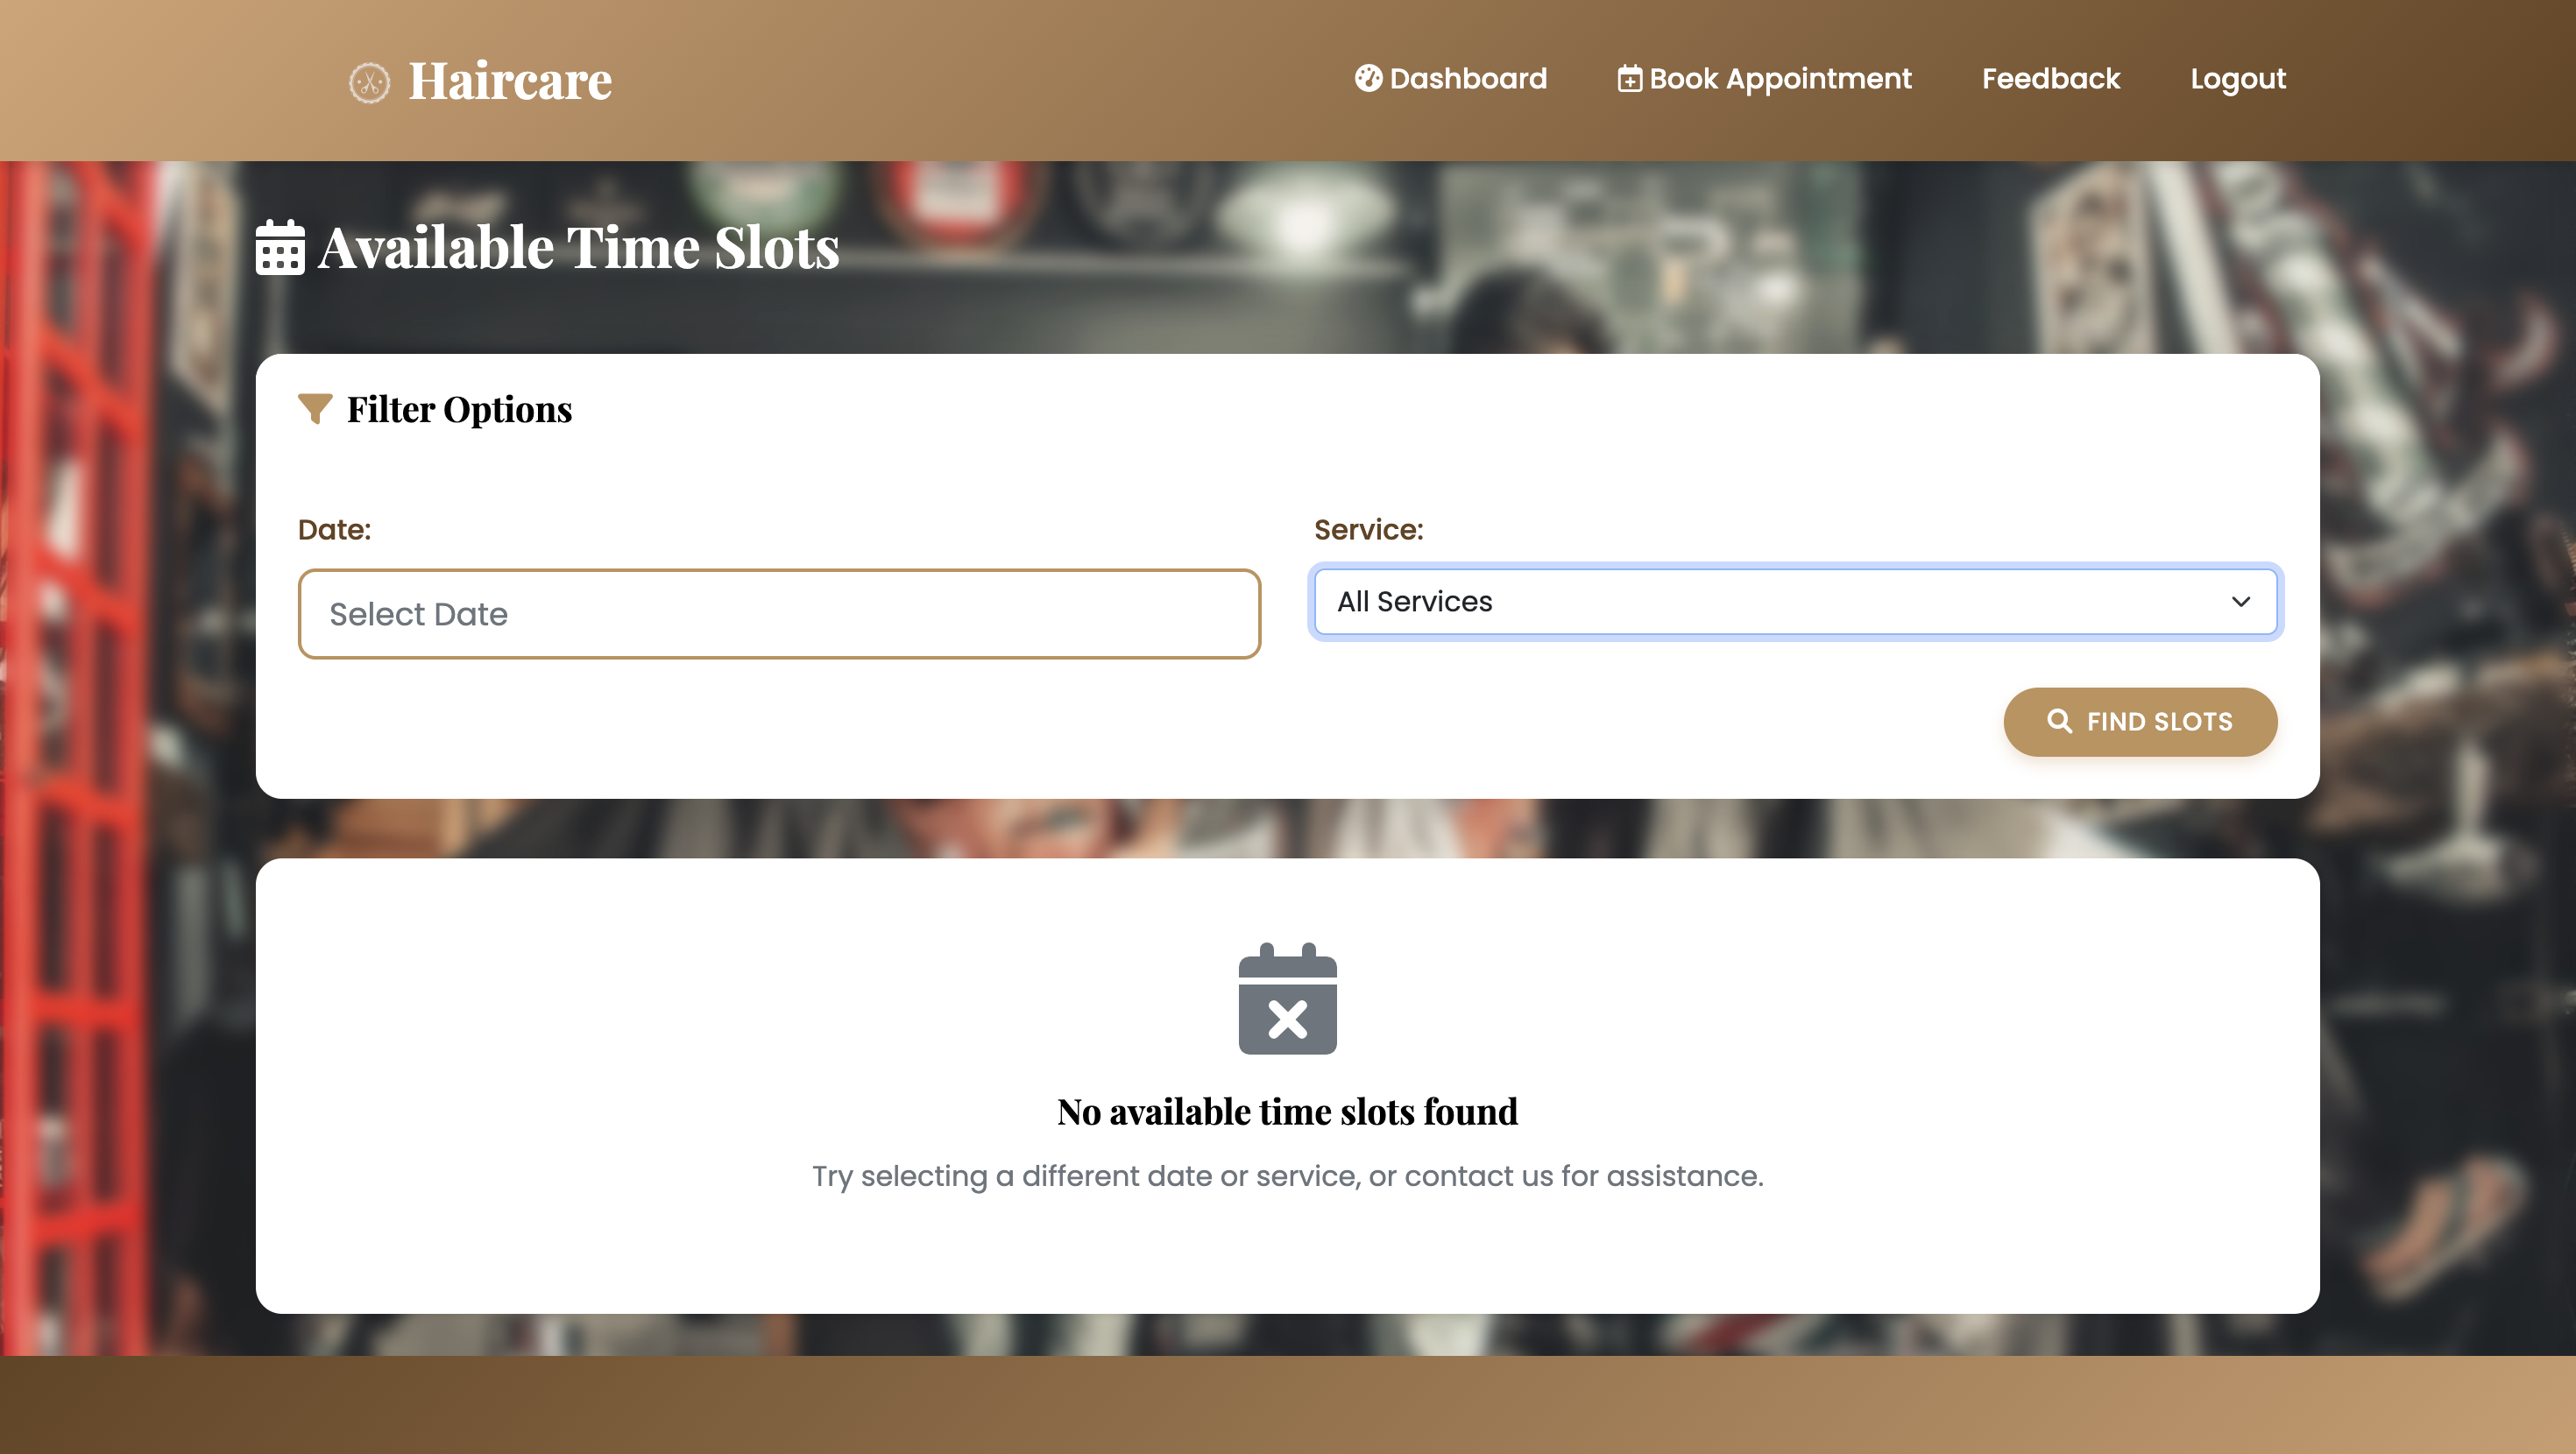 Haircare
Dashboard
Book Appointment
Feedback
Logout
Available Time Slots
Filter Options
Date:
Service:
Select Date
All Services
FIND SLOTS
No available time slots found
Try selecting a different date or service, or contact us for assistance.